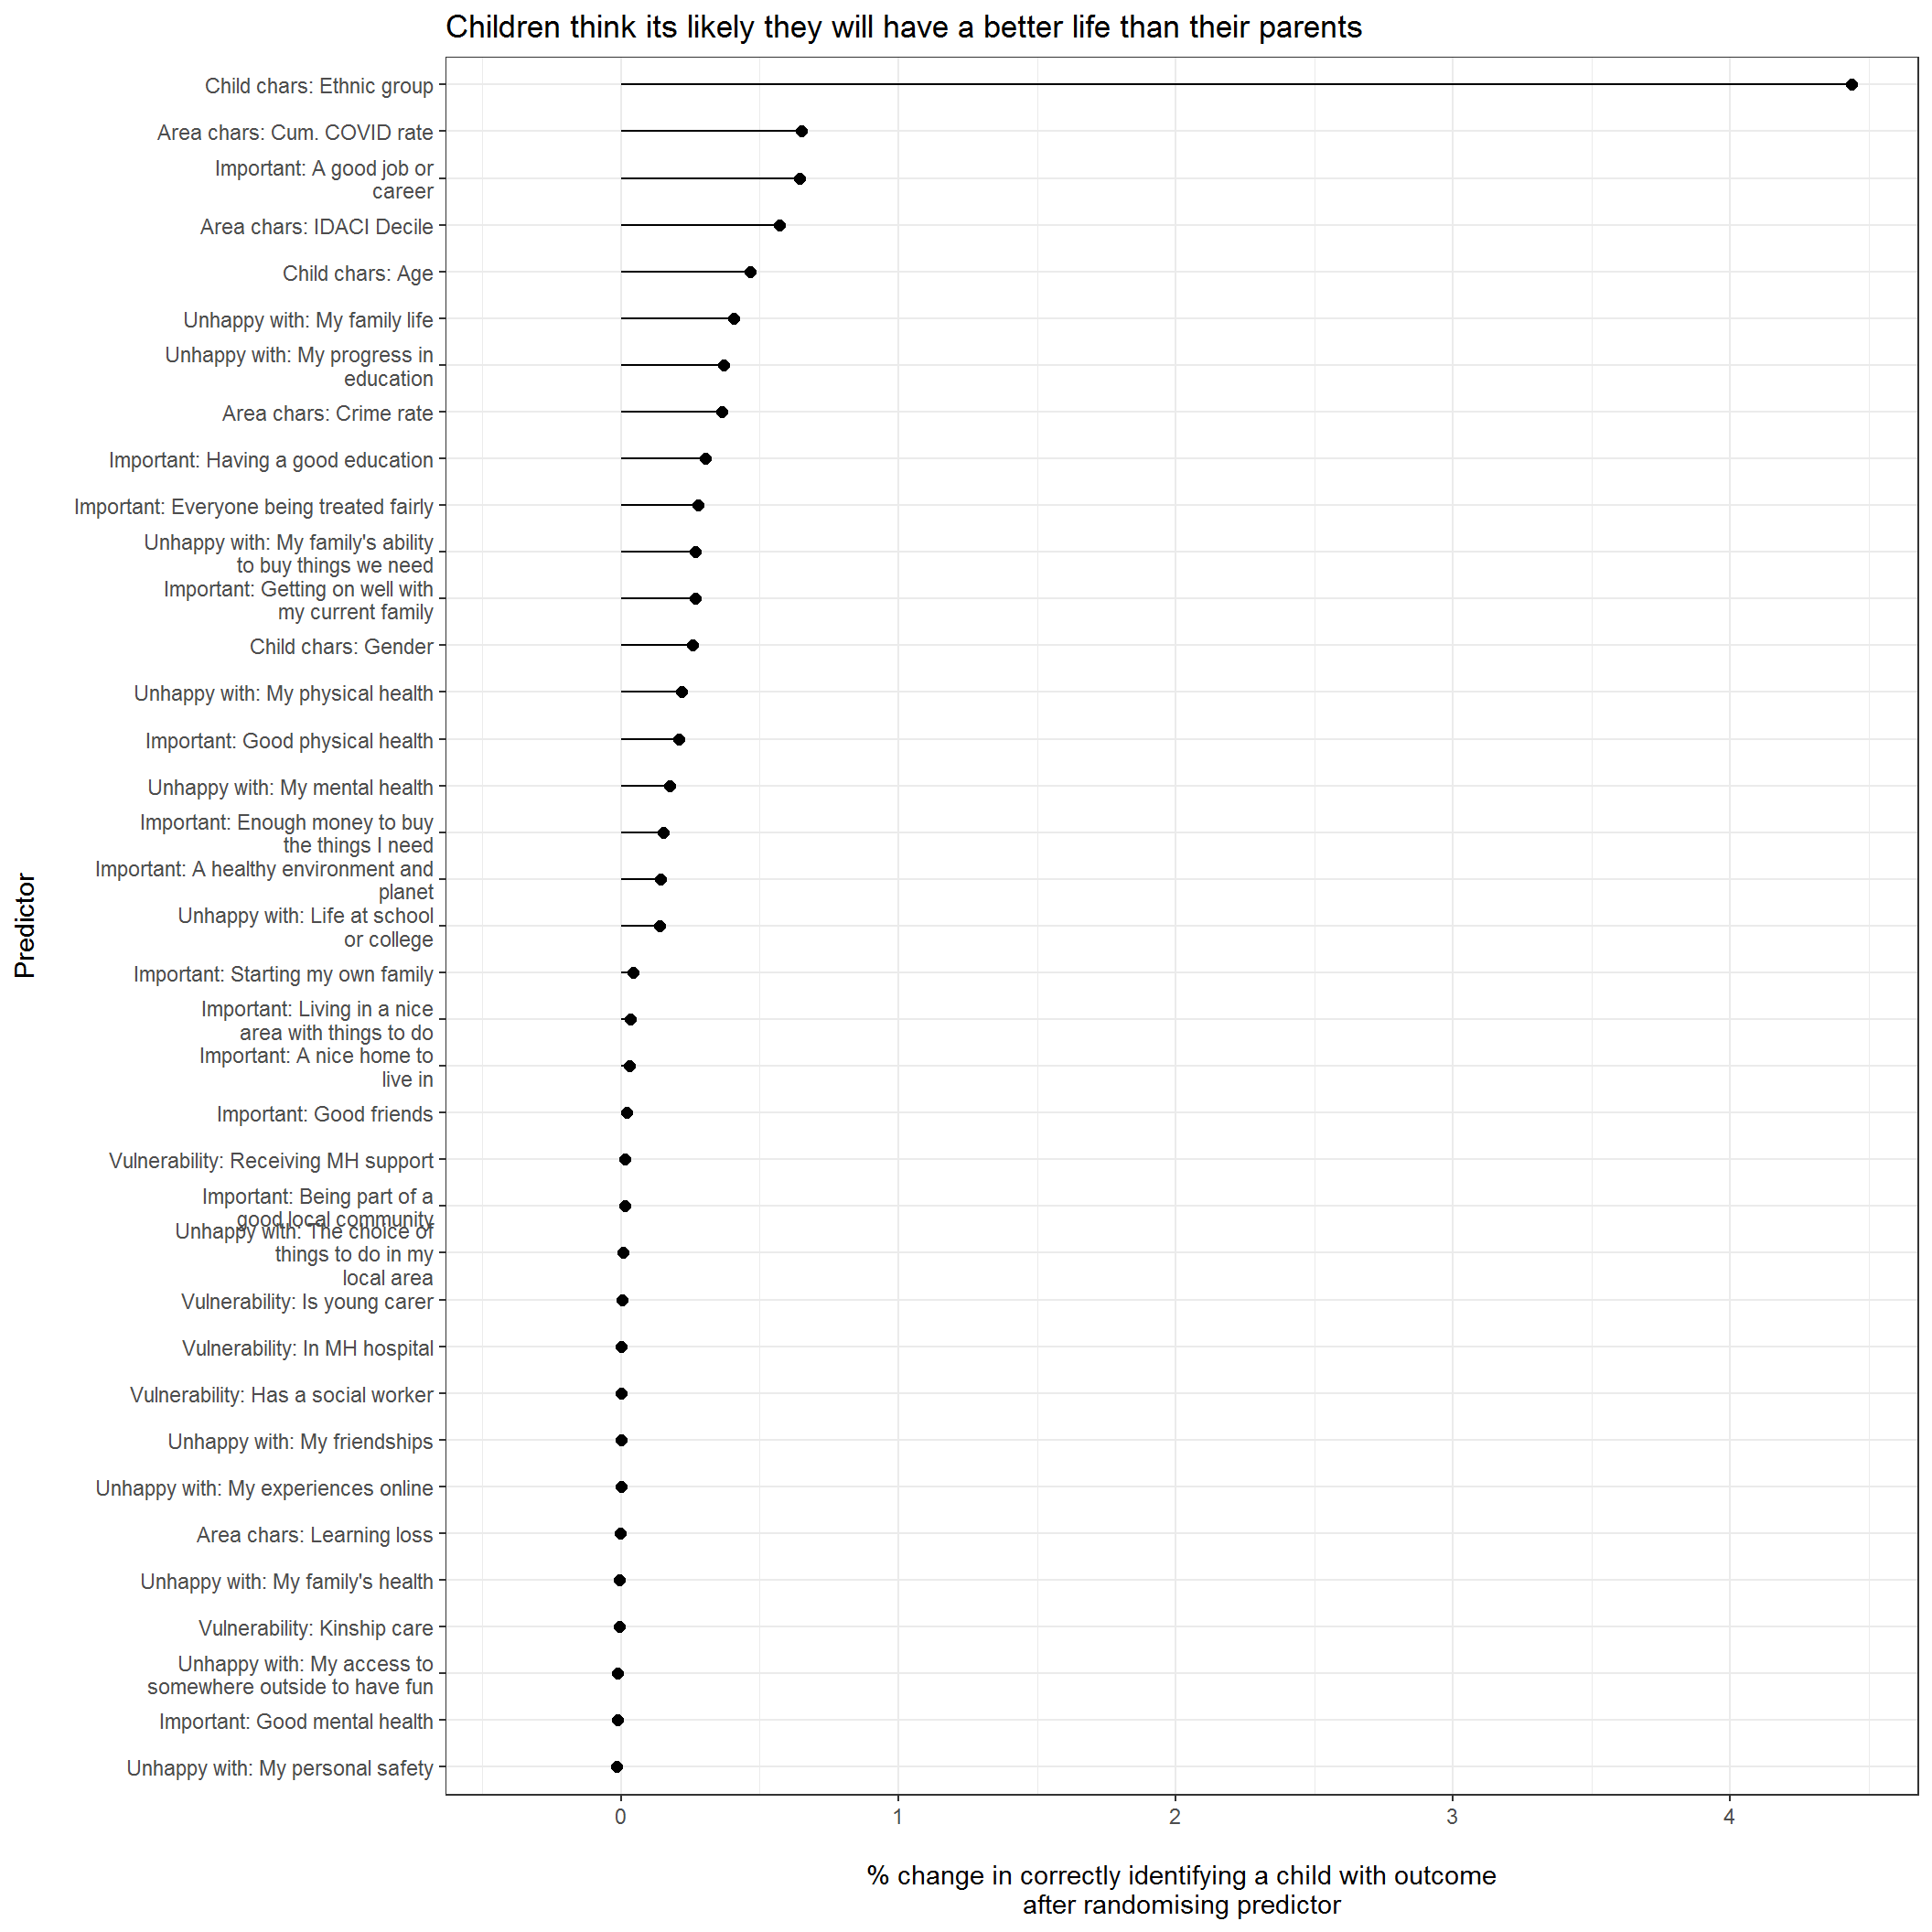 Children think its likely they will have a better life than their parents
Child chars: Ethnic group
Area chars: Cum. COVID rate
Important: A good job or
career
Area chars: IDACI Decile
Child chars: Age
Unhappy with: My family life
Unhappy with: My progress in
education
Area chars: Crime rate
Important: Having a good education
Important: Everyone being treated fairly
Unhappy with: My family's ability
to buy things we need
Important: Getting on well with
my current family
Child chars: Gender
Unhappy with: My physical health
Important: Good physical health
Unhappy with: My mental health
Important: Enough money to buy
the things I need
Important: A healthy environment and
planet
Unhappy with: Life at school
or college
Important: Starting my own family
Important: Living in a nice
area with things to do
Important: A nice home to
live in
Important: Good friends
Vulnerability: Receiving MH support
Important: Being part of a
good local community
Unhappy with: The choice of
things to do in my
local area
Vulnerability: Is young carer
Vulnerability: In MH hospital
Vulnerability: Has a social worker
Unhappy with: My friendships
Unhappy with: My experiences online
Area chars: Learning loss
Unhappy with: My family's health
Vulnerability: Kinship care
Unhappy with: My access to
somewhere outside to have fun
Important: Good mental health
Unhappy with: My personal safety
Predictor
0 1 2 3 4
% change in correctly identifying a child with outcome
after randomising predictor